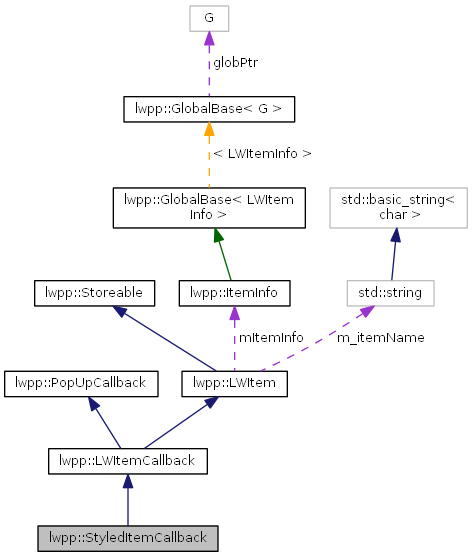 G
globPtr
lwpp::GlobalBase< G >
< LWItemInfo >
lwpp::GlobalBase< LWItem
Info >
std::basic_string<
char >
lwpp::Storeable
lwpp::ItemInfo
std::string
mItemInfo
m_itemName
lwpp::PopUpCallback
lwpp::LWItem
lwpp::LWItemCallback
lwpp::StyledItemCallback